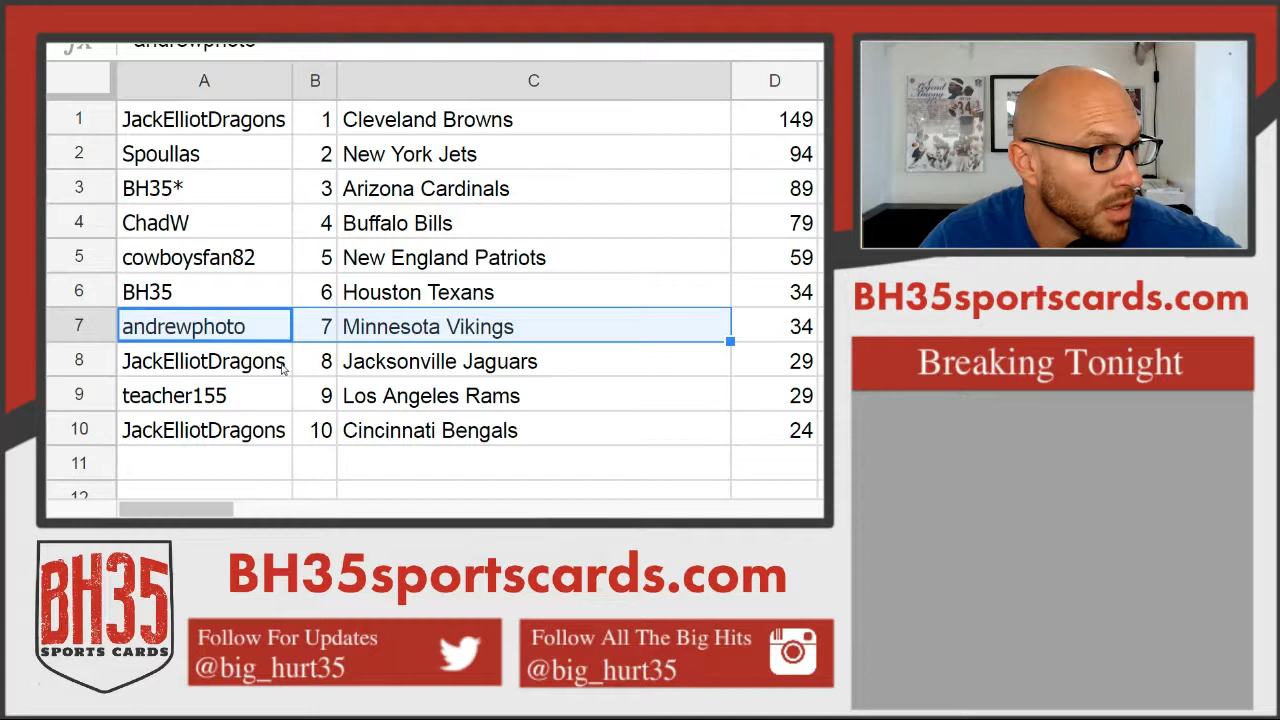 andrewphoto
A B C D
1 JackElliotDragons 1 Cleveland Browns 149
2 Spoullas 2 New York Jets 94
3 BH35* 3 Arizona Cardinals 89
4 ChadW 4 Buffalo Bills 79
5 cowboysfan82 5 New England Patriots 59
6 BH35 6 Houston Texans 34
7 andrewphoto 7 Minnesota Vikings 34
8 JackElliotDragons 8 Jacksonville Jaguars 29
9 teacher155 9 Los Angeles Rams 29
10 JackElliotDragons 10 Cincinnati Bengals 24
11
12
BH35sportscards.com
Breaking Tonight
BH35
SPORTS CARDS
BH35sportscards.com
Follow For Updates
@big_hurt35
Follow All The Big Hits
@big_hurt35